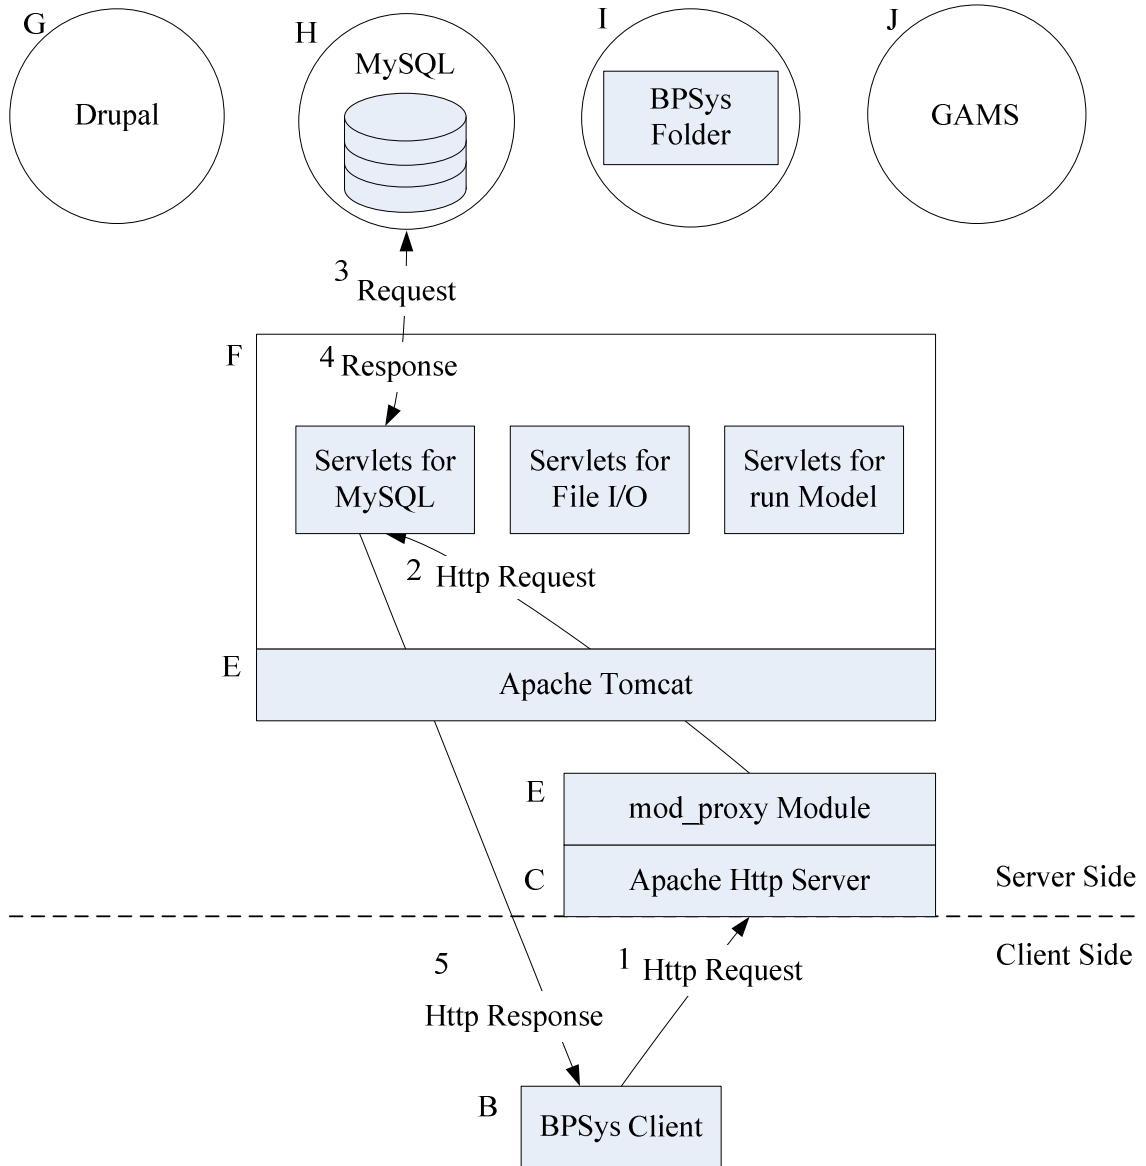 G
Drupal
H
MySQL
I
BPSys
Folder
J
GAMS
3
Request
F
4
Response
Servlets for
MySQL
Servlets for
File I/O
Servlets for
run Model
2
Http Request
E
Apache Tomcat
E
mod_proxy Module
C
Apache Http Server
Server Side
Client Side
5
Http Response
1
Http Request
B
BPSys Client